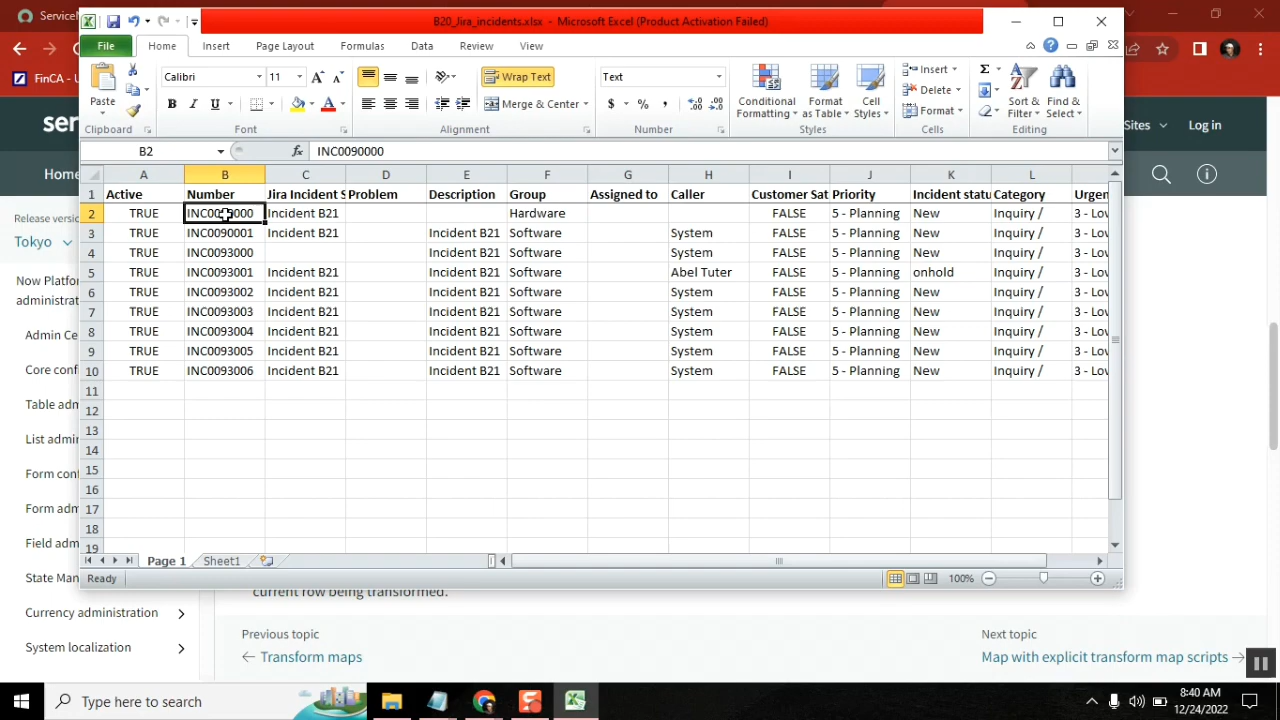 ServiceN
B20_Jira_incidents.xlsx - Microsoft Excel (Product Activation Failed)
FinCA - U
File Home Insert Page Layout Formulas Data Review View
Paste
Calibri 11
B I U
Wrap Text
Merge & Center
Text
$ % ,
Conditional Formatting
Format as Table
Cell Styles
Insert
Delete
Format
Sort & Filter
Find & Select
Clipboard Font Alignment Number Styles Cells Editing
B2 fx INC0090000
A B C D E F G H I J K L
1 Active Number Jira Incident S Problem Description Group Assigned to Caller Customer Sat Priority Incident statu Category Urgen
2 TRUE INC0090000 Incident B21 Hardware FALSE 5 - Planning New Inquiry / 3 - Lov
3 TRUE INC0090001 Incident B21 Incident B21 Software System FALSE 5 - Planning New Inquiry / 3 - Lov
4 TRUE INC0093000 Software System FALSE 5 - Planning New Inquiry / 3 - Lov
5 TRUE INC0093001 Incident B21 Incident B21 Software Abel Tuter FALSE 5 - Planning onhold Inquiry / 3 - Lov
6 TRUE INC0093002 Incident B21 Incident B21 Software System FALSE 5 - Planning New Inquiry / 3 - Lov
7 TRUE INC0093003 Incident B21 Incident B21 Software System FALSE 5 - Planning New Inquiry / 3 - Lov
8 TRUE INC0093004 Incident B21 Incident B21 Software System FALSE 5 - Planning New Inquiry / 3 - Lov
9 TRUE INC0093005 Incident B21 Incident B21 Software System FALSE 5 - Planning New Inquiry / 3 - Lov
10 TRUE INC0093006 Incident B21 Incident B21 Software System FALSE 5 - Planning New Inquiry / 3 - Lov
11
12
13
14
15
16
17
18
19
Page 1 Sheet1
Ready 100%
serv
Sites Log in
Home
Release versio
Tokyo
Now Platfor
administrat
Admin Ce
Core conf
Table adm
List admi
Form conf
Form adm
Field adm
State Man
Currency administration
System localization
current row being transformed.
Previous topic
← Transform maps
Next topic
Map with explicit transform map scripts →
Type here to search
8:40 AM
12/24/2022